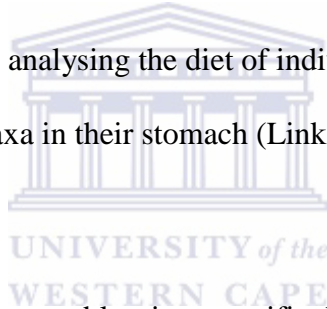 analysing the diet of indi
axa in their stomach (Link
UNIVERSITY of the
WESTERN CAPE